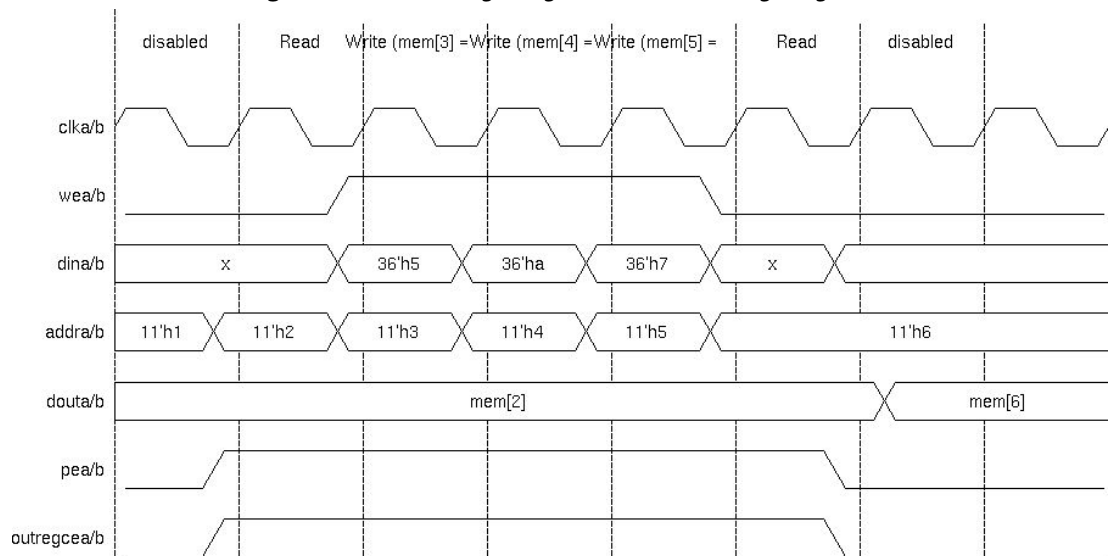 disabled Read Write (mem[3] = Write (mem[4] = Write (mem[5] = Read disabled
clka/b
wea/b
dina/b x 36'h5 36'ha 36'h7 x
addra/b 11'h1 11'h2 11'h3 11'h4 11'h5 11'h6
douta/b mem[2] mem[6]
pea/b
outregcea/b